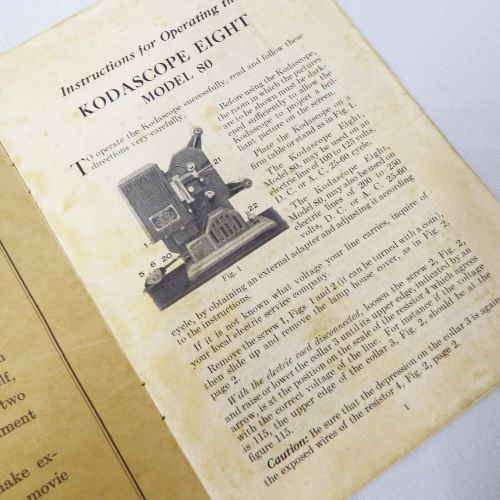 Instructions for Operating the
KODASCOPE EIGHT
MODEL 80
TO operate the Kodascope successfully, read and follow these
directions very carefully.
Before using the Kodascope,
the room in which the pictures
are to be shown must be dark-
ened sufficiently to allow the
Kodascope to project a bril-
liant picture on the screen.
Place the Kodascope on a
firm table or stand as in Fig. 1.
The Kodascope Eight,
Model 80, may be used on an
electric line of 100 to 125 volts,
D. C. or A. C. 25-60 cycle.
The Kodascope Eight,
Model 80 may also be used on
electric lines of 200 to 250
volts, D. C. or A. C. 25-60
cycle, by obtaining an external adapter and adjusting it according
to the instructions.
21
1
22
5 6 20
Fig. 1
If it is not known what voltage your line carries, inquire of
your local electric service company.
Remove the screw 1, Figs. 1 and 2 (it can be turned with a coin),
then slide up and remove the lamp house cover, as in Fig. 2,
page 2.
With the electric cord disconnected, loosen the screw 2, Fig. 2,
and raise or lower the collar 3 until its upper edge, indicated by an
arrow, is at the position on the scale of the resistor 4 which agrees
with the correct voltage of the line. For instance if the voltage
is 115, the upper edge of the collar 3, Fig. 2, should be at the
figure 115.
Caution: Be sure that the depression on the collar 3 is
the exposed wires of the resistor 4, Fig. 2, page 2.
1
two
ake ex-
movie